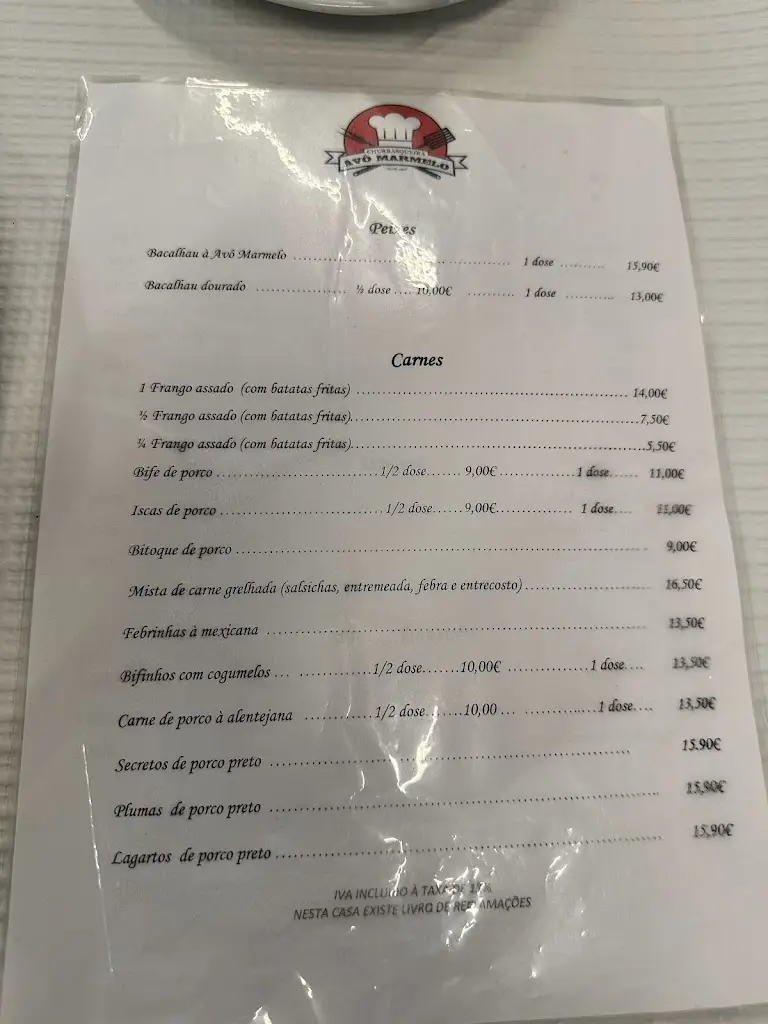 CHURRASQUEIRA
AVÔ MARMELO
Peixes
Bacalhau à Avô Marmelo ................................................ 1 dose .......... 15,90€
Bacalhau dourado .................... ½ dose .... 10,00€ .......... 1 dose .......... 13,00€
Carnes
1 Frango assado (com batatas fritas) .......................................................... 14,00€
½ Frango assado (com batatas fritas)..............................................................7,50€
¼ Frango assado (com batatas fritas)..............................................................5,50€
Bife de porco ................................... 1/2 dose....... 9,00€ ................ 1 dose...... 11,00€
Iscas de porco ................................... 1/2 dose......9,00€................ 1 dose.... 11,00€
Bitoque de porco .................................................................................. 9,00€
Mista de carne grelhada (salsichas, entremeada, febra e entrecosto) ......................... 16,50€
Febrinhas à mexicana ............................................................................ 13,50€
Bifinhos com cogumelos ... ..............1/2 dose.......10,00€ .................1 dose.... 13,50€
Carne de porco à alentejana .............1/2 dose.......10,00 ... ..............1 dose.... 13,50€
Secretos de porco preto ...................................................................... 15.90€
Plumas de porco preto ............................................................................ 15,90€
Lagartos de porco preto ........................................................................... 15,90€
IVA INCLUIDO À TAXA DE %
NESTA CASA EXISTE LIVRO DE RECLAMAÇÕES